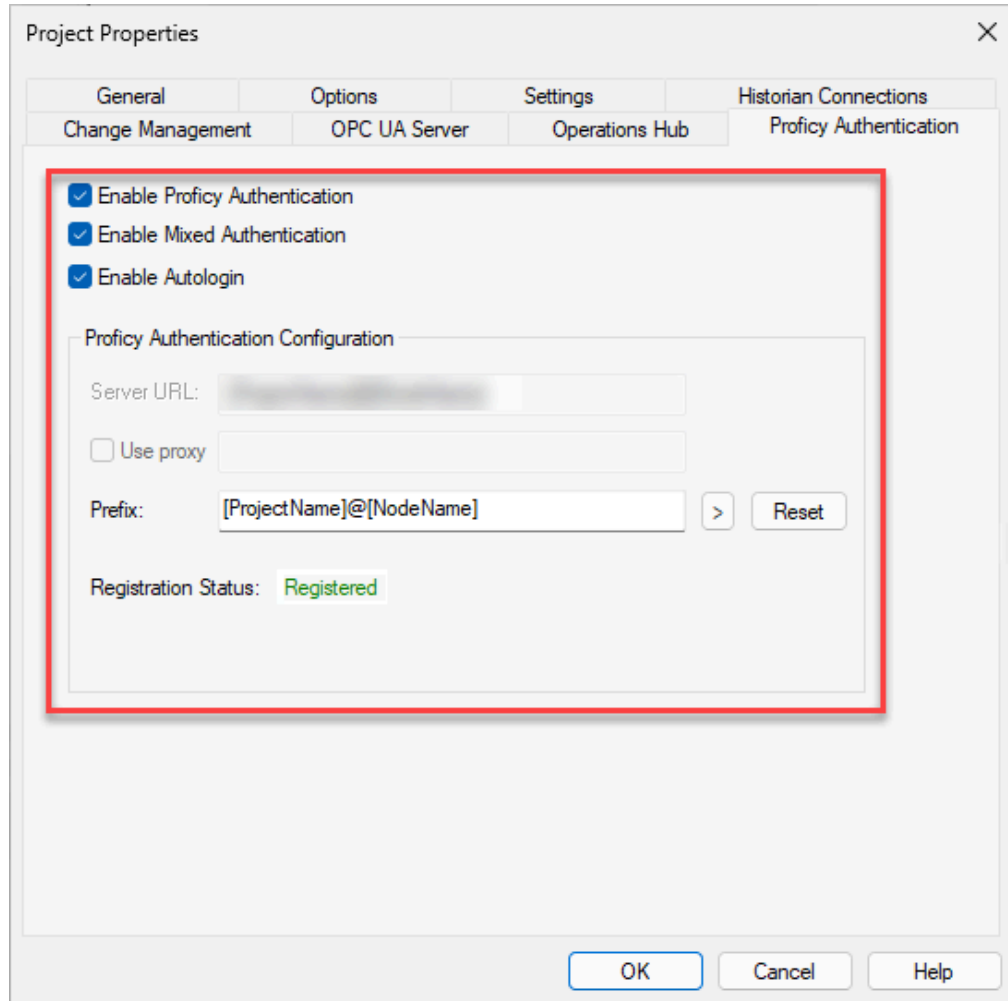 Project Properties
General Options Settings Historian Connections
Change Management OPC UA Server Operations Hub Proficy Authentication
Enable Proficy Authentication
Enable Mixed Authentication
Enable Autologin
Proficy Authentication Configuration
Server URL:
Use proxy
Prefix: [ProjectName]@[NodeName] > Reset
Registration Status: Registered
OK Cancel Help